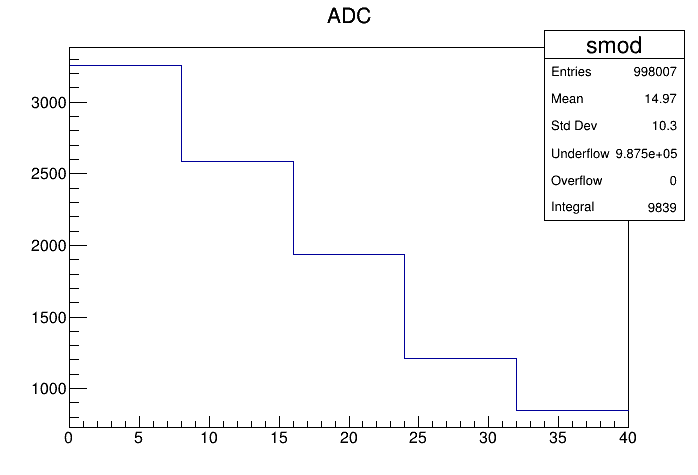 ADC
smod
Entries 998007
Mean 14.97
Std Dev 10.3
Underflow 9.875e+05
Overflow 0
Integral 9839
3000
2500
2000
1500
1000
0 5 10 15 20 25 30 35 40